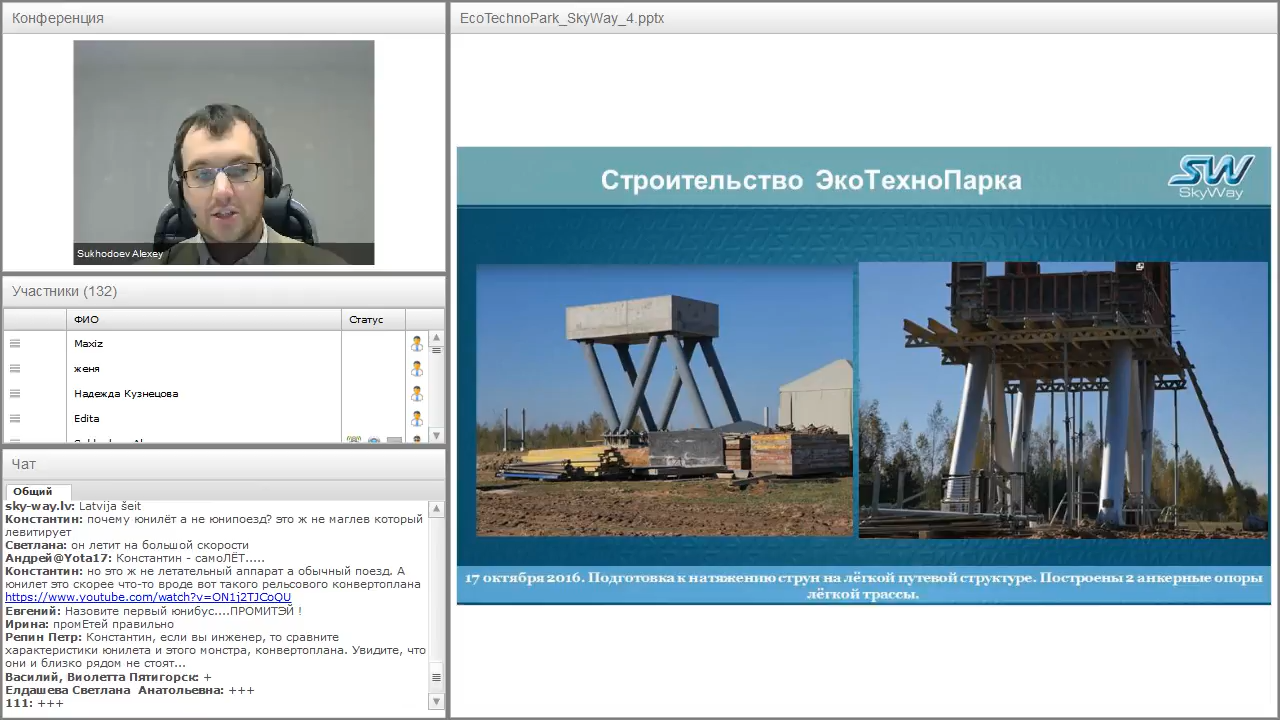 Конференция
Sukhodoev Alexey
Участники (132)
ФИО
Статус
Maxiz
женя
Надежда Кузнецова
Edita
Чат
Общий
sky-way.lv: Latvija šeit
Константин: почему юнилёт а не юнипоезд? это ж не маглев который
левитирует
Светлана: он летит на большой скорости
Андрей@Yota17: Константин - самоЛЁТ.....
Константин: но это ж не летательный аппарат а обычный поезд. А
юнилет это скорее что-то вроде вот такого рельсового конвертоплана
https://www.youtube.com/watch?v=ON1j2TJCoQU
Евгений: Назовите первый юнибус....ПРОМИТЭЙ !
Ирина: промЕтей правильно
Репин Петр: Константин, если вы инженер, то сравните
характеристики юнилета и этого монстра, конвертоплана. Увидите, что
они и близко рядом не стоят...
Василий, Виолетта Пятигорск: +
Елдашева Светлана Анатольевна: +++
111: +++
EcoTechnoPark_SkyWay_4.pptx
Строительство ЭкоТехноПарка
SW
SkyWay
17 октября 2016. Подготовка к натяжению струн на лёгкой путевой структуре. Построены 2 анкерные опоры
лёгкой трассы.